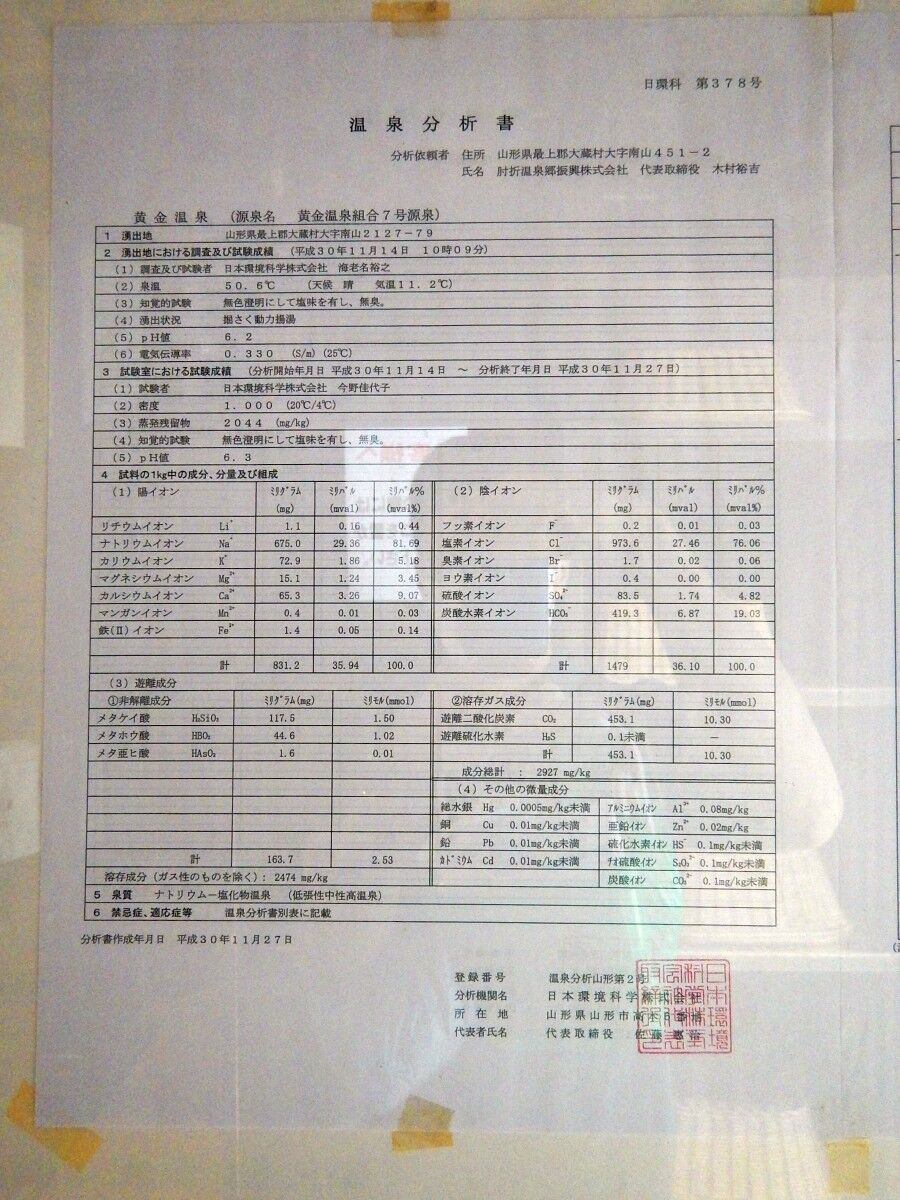 日環科 第378号
温泉分析書
分析依頼者 住所 山形県最上郡大蔵村大字南山451-2
氏名 肘折温泉郷振興株式会社 代表取締役 木村裕吉
黄金温泉 (源泉名 黄金温泉組合7号源泉)
1 湧出地 山形県最上郡大蔵村大字南山2127-79
2 湧出地における調査及び試験成績 (平成30年11月14日 10時09分)
(1)調査及び試験者 日本環境科学株式会社 海老名裕之
(2)泉温 50.6℃ (天候 晴 気温11.2℃)
(3)知覚的試験 無色澄明にして塩味を有し、無臭。
(4)湧出状況 掘さく動力揚湯
(5)pH値 6.2
(6)電気伝導率 0.330 (S/m) (25℃)
3 試験室における試験成績 (分析開始年月日 平成30年11月14日 ~ 分析終了年月日 平成30年11月27日)
(1)試験者 日本環境科学株式会社 今野佳代子
(2)密度 1.000 (20℃/4℃)
(3)蒸発残留物 2044 (mg/kg)
(4)知覚的試験 無色澄明にして塩味を有し、無臭。
(5)pH値 6.3
4 試料の1kg中の成分、分量及び組成
(1)陽イオン ミリグラム(mg) ミリバル(mval) ミリバル%(mval%) (2)陰イオン ミリグラム(mg) ミリバル(mval) ミリバル%(mval%)
リチウムイオン Li⁺ 1.1 0.16 0.44 フッ素イオン F⁻ 0.2 0.01 0.03
ナトリウムイオン Na⁺ 675.0 29.36 81.69 塩素イオン Cl⁻ 973.6 27.46 76.06
カリウムイオン K⁺ 72.9 1.86 5.18 臭素イオン Br⁻ 1.7 0.02 0.06
マグネシウムイオン Mg²⁺ 15.1 1.24 3.45 ヨウ素イオン I⁻ 0.4 0.00 0.00
カルシウムイオン Ca²⁺ 65.3 3.26 9.07 硫酸イオン SO₄²⁻ 83.5 1.74 4.82
マンガンイオン Mn²⁺ 0.4 0.01 0.03 炭酸水素イオン HCO₃⁻ 419.3 6.87 19.03
鉄(Ⅱ)イオン Fe²⁺ 1.4 0.05 0.14
計 831.2 35.94 100.0 計 1479 36.10 100.0
(3)遊離成分
①非解離成分 ミリグラム(mg) ミリモル(mmol) ②溶存ガス成分 ミリグラム(mg) ミリモル(mmol)
メタケイ酸 H₂SiO₃ 117.5 1.50 遊離二酸化炭素 CO₂ 453.1 10.30
メタホウ酸 HBO₂ 44.6 1.02 遊離硫化水素 H₂S 0.1未満 -
メタ亜ヒ酸 HAsO₂ 1.6 0.01 計 453.1 10.30
成分総計 : 2927 mg/kg
(4)その他の微量成分
総水銀 Hg 0.0005mg/kg未満 アルミニウムイオン Al³⁺ 0.08mg/kg
銅 Cu 0.01mg/kg未満 亜鉛イオン Zn²⁺ 0.02mg/kg
鉛 Pb 0.01mg/kg未満 硫化水素イオン HS⁻ 0.1mg/kg未満
計 163.7 2.53 カドミウム Cd 0.01mg/kg未満 チオ硫酸イオン S₂O₃²⁻ 0.1mg/kg未満
溶存成分(ガス性のものを除く): 2474 mg/kg 炭酸イオン CO₃²⁻ 0.1mg/kg未満
5 泉質 ナトリウム-塩化物温泉 (低張性中性高温泉)
6 禁忌症、適応症等 温泉分析書別表に記載
分析書作成年月日 平成30年11月27日
登録番号 温泉分析山形第2号
分析機関名 日本環境科学株式会社
所在地 山形県山形市高木6番地
代表者氏名 代表取締役 佐藤